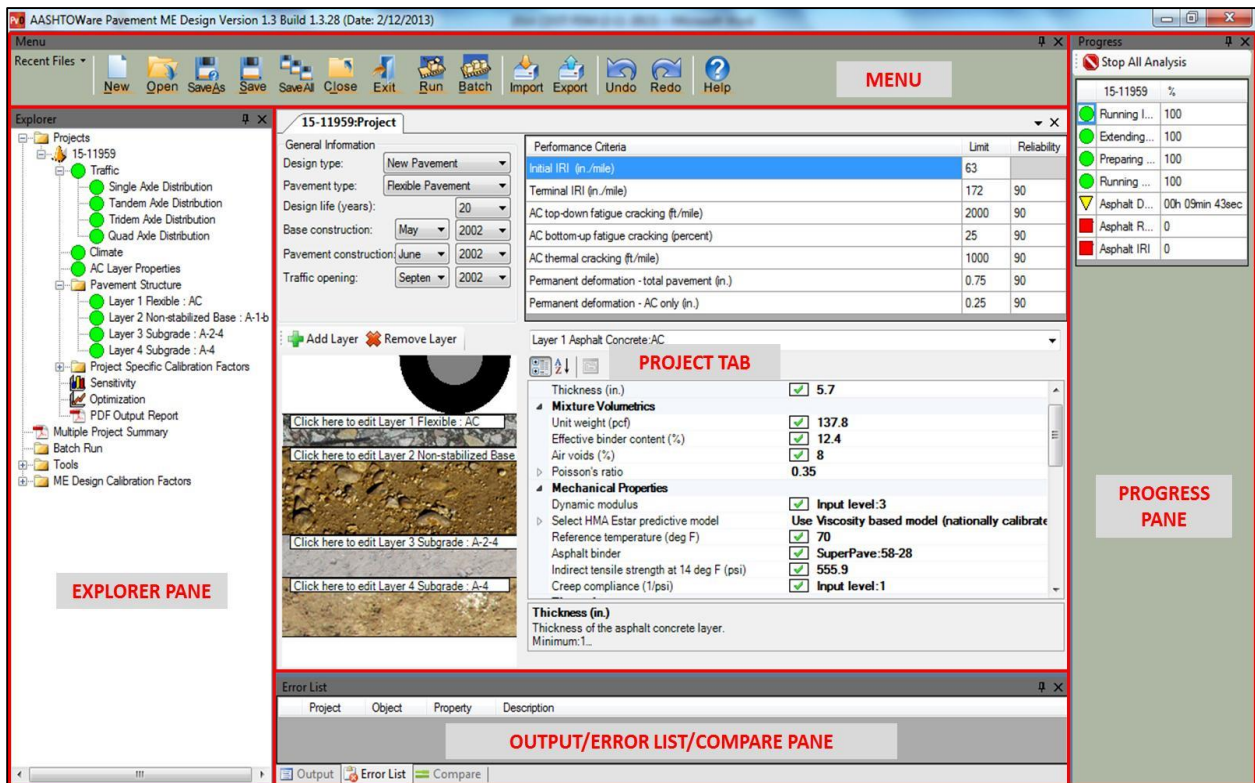 AASHTOWare Pavement ME Design Version 1.3 Build 1.3.28 (Date: 2/12/2013)
Menu
Recent Files
New Open SaveAs Save SaveAll Close Exit Run Batch Import Export Undo Redo Help
MENU
Explorer
Projects
15-11959
Traffic
Single Axle Distribution
Tandem Axle Distribution
Tridem Axle Distribution
Quad Axle Distribution
Climate
AC Layer Properties
Pavement Structure
Layer 1 Flexible : AC
Layer 2 Non-stabilized Base : A-1-b
Layer 3 Subgrade : A-2-4
Layer 4 Subgrade : A-4
Project Specific Calibration Factors
Sensitivity
Optimization
PDF Output Report
Multiple Project Summary
Batch Run
Tools
ME Design Calibration Factors
EXPLORER PANE
15-11959:Project
General Information
Design type: New Pavement
Pavement type: Flexible Pavement
Design life (years): 20
Base construction: May 2002
Pavement construction: June 2002
Traffic opening: Septen 2002
Performance Criteria Limit Reliability
Initial IRI (in./mile) 63
Terminal IRI (in./mile) 172 90
AC top-down fatigue cracking (ft/mile) 2000 90
AC bottom-up fatigue cracking (percent) 25 90
AC thermal cracking (ft/mile) 1000 90
Permanent deformation - total pavement (in.) 0.75 90
Permanent deformation - AC only (in.) 0.25 90
Add Layer Remove Layer
Click here to edit Layer 1 Flexible : AC
Click here to edit Layer 2 Non-stabilized Base
Click here to edit Layer 3 Subgrade : A-2-4
Click here to edit Layer 4 Subgrade : A-4
Layer 1 Asphalt Concrete:AC
PROJECT TAB
Thickness (in.) 5.7
Mixture Volumetrics
Unit weight (pcf) 137.8
Effective binder content (%) 12.4
Air voids (%) 8
Poisson's ratio 0.35
Mechanical Properties
Dynamic modulus Input level:3
Select HMA Estar predictive model Use Viscosity based model (nationally calibrate
Reference temperature (deg F) 70
Asphalt binder SuperPave:58-28
Indirect tensile strength at 14 deg F (psi) 555.9
Creep compliance (1/psi) Input level:1
Thickness (in.)
Thickness of the asphalt concrete layer.
Minimum:1...
Error List
Project Object Property Description
OUTPUT/ERROR LIST/COMPARE PANE
Output Error List Compare
Progress
Stop All Analysis
15-11959 %
Running I... 100
Extending... 100
Preparing ... 100
Running ... 100
Asphalt D... 00h 09min 43sec
Asphalt R... 0
Asphalt IRI 0
PROGRESS
PANE